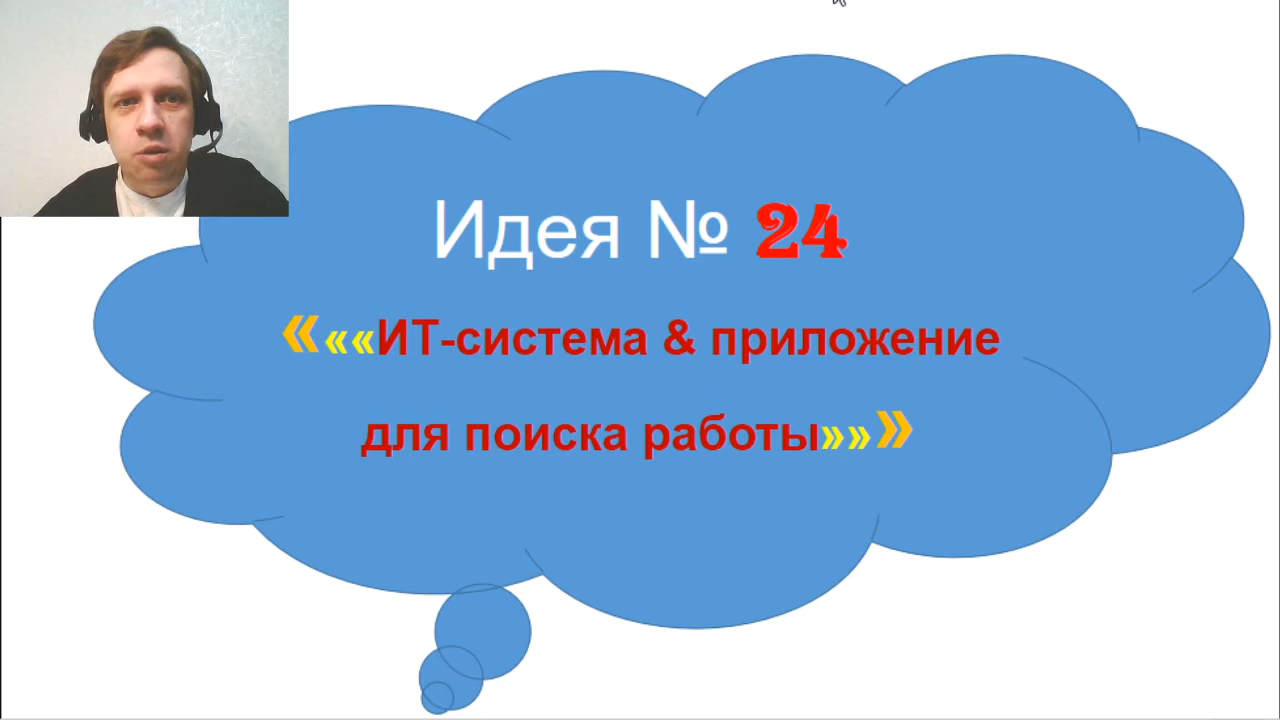 Идея № 24
«««ИТ-система & приложение
для поиска работы»»»